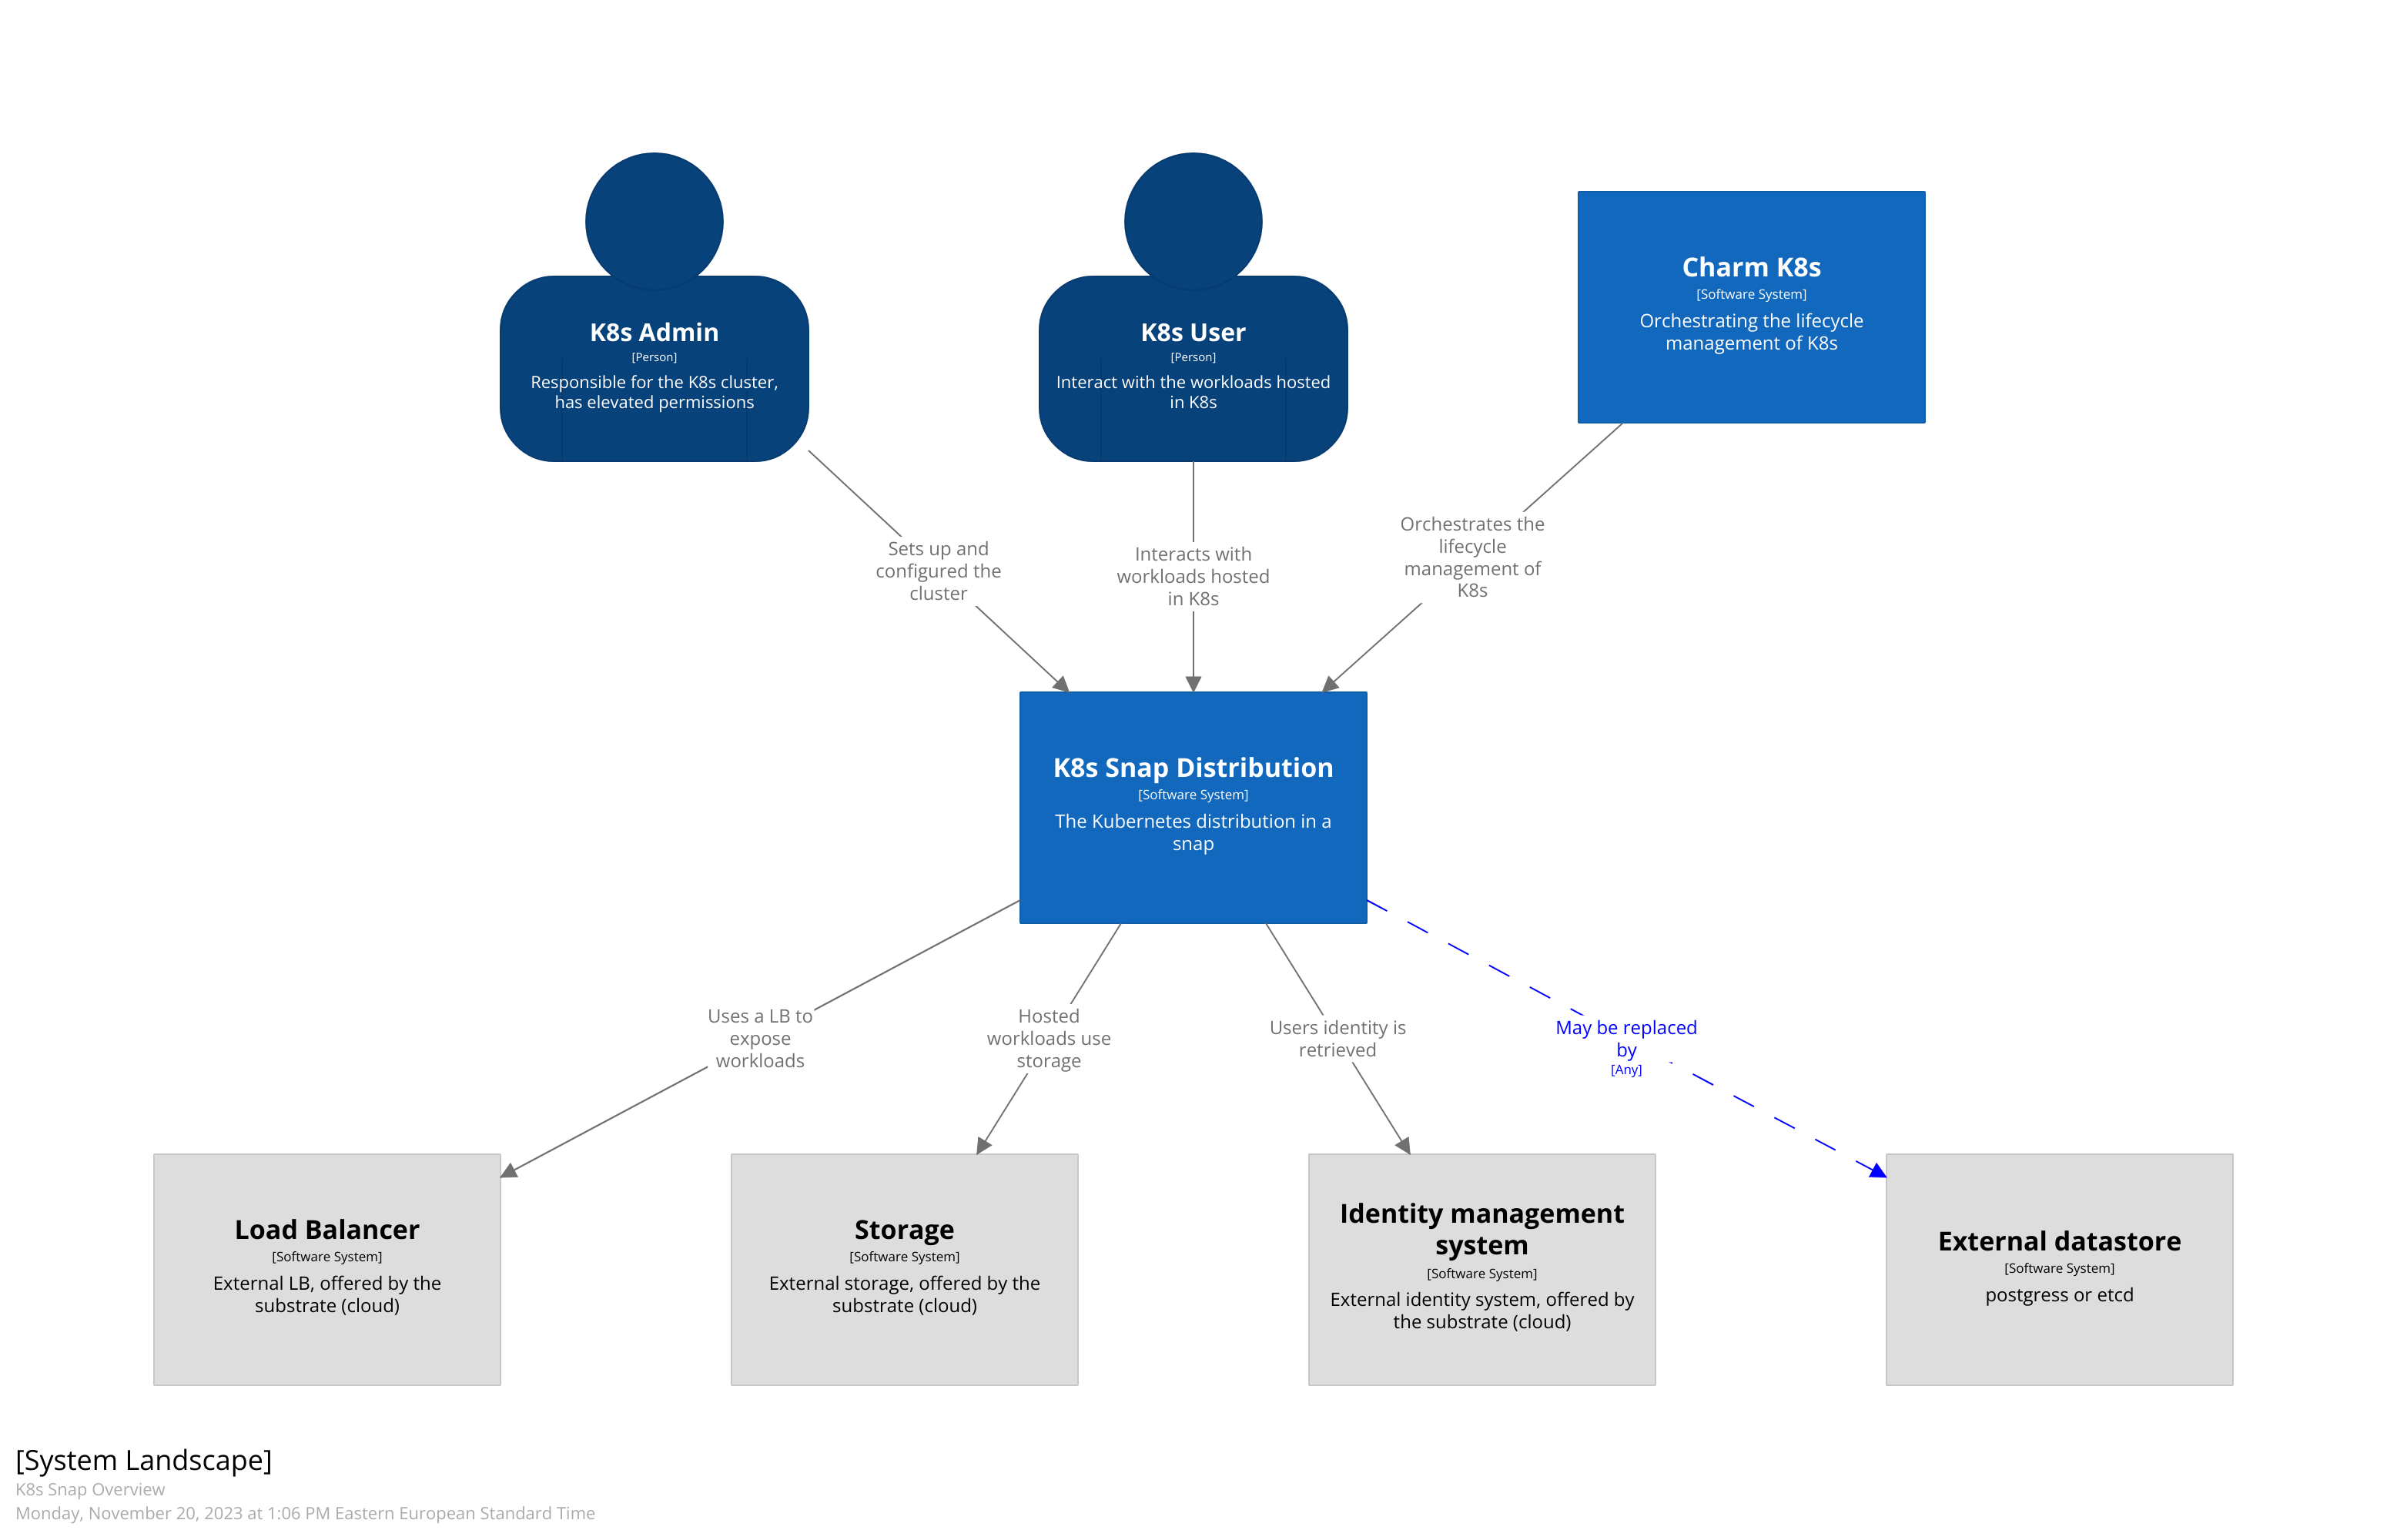 K8s Admin
[Person]
Responsible for the K8s cluster,
has elevated permissions
K8s User
[Person]
Interact with the workloads hosted
in K8s
Charm K8s
[Software System]
Orchestrating the lifecycle
management of K8s
Sets up and
configured the
cluster
Interacts with
workloads hosted
in K8s
Orchestrates the
lifecycle
management of
K8s
K8s Snap Distribution
[Software System]
The Kubernetes distribution in a
snap
Uses a LB to
expose
workloads
Hosted
workloads use
storage
Users identity is
retrieved
May be replaced
by
[Any]
Load Balancer
[Software System]
External LB, offered by the
substrate (cloud)
Storage
[Software System]
External storage, offered by the
substrate (cloud)
Identity management
system
[Software System]
External identity system, offered by
the substrate (cloud)
External datastore
[Software System]
postgress or etcd
[System Landscape]
K8s Snap Overview
Monday, November 20, 2023 at 1:06 PM Eastern European Standard Time